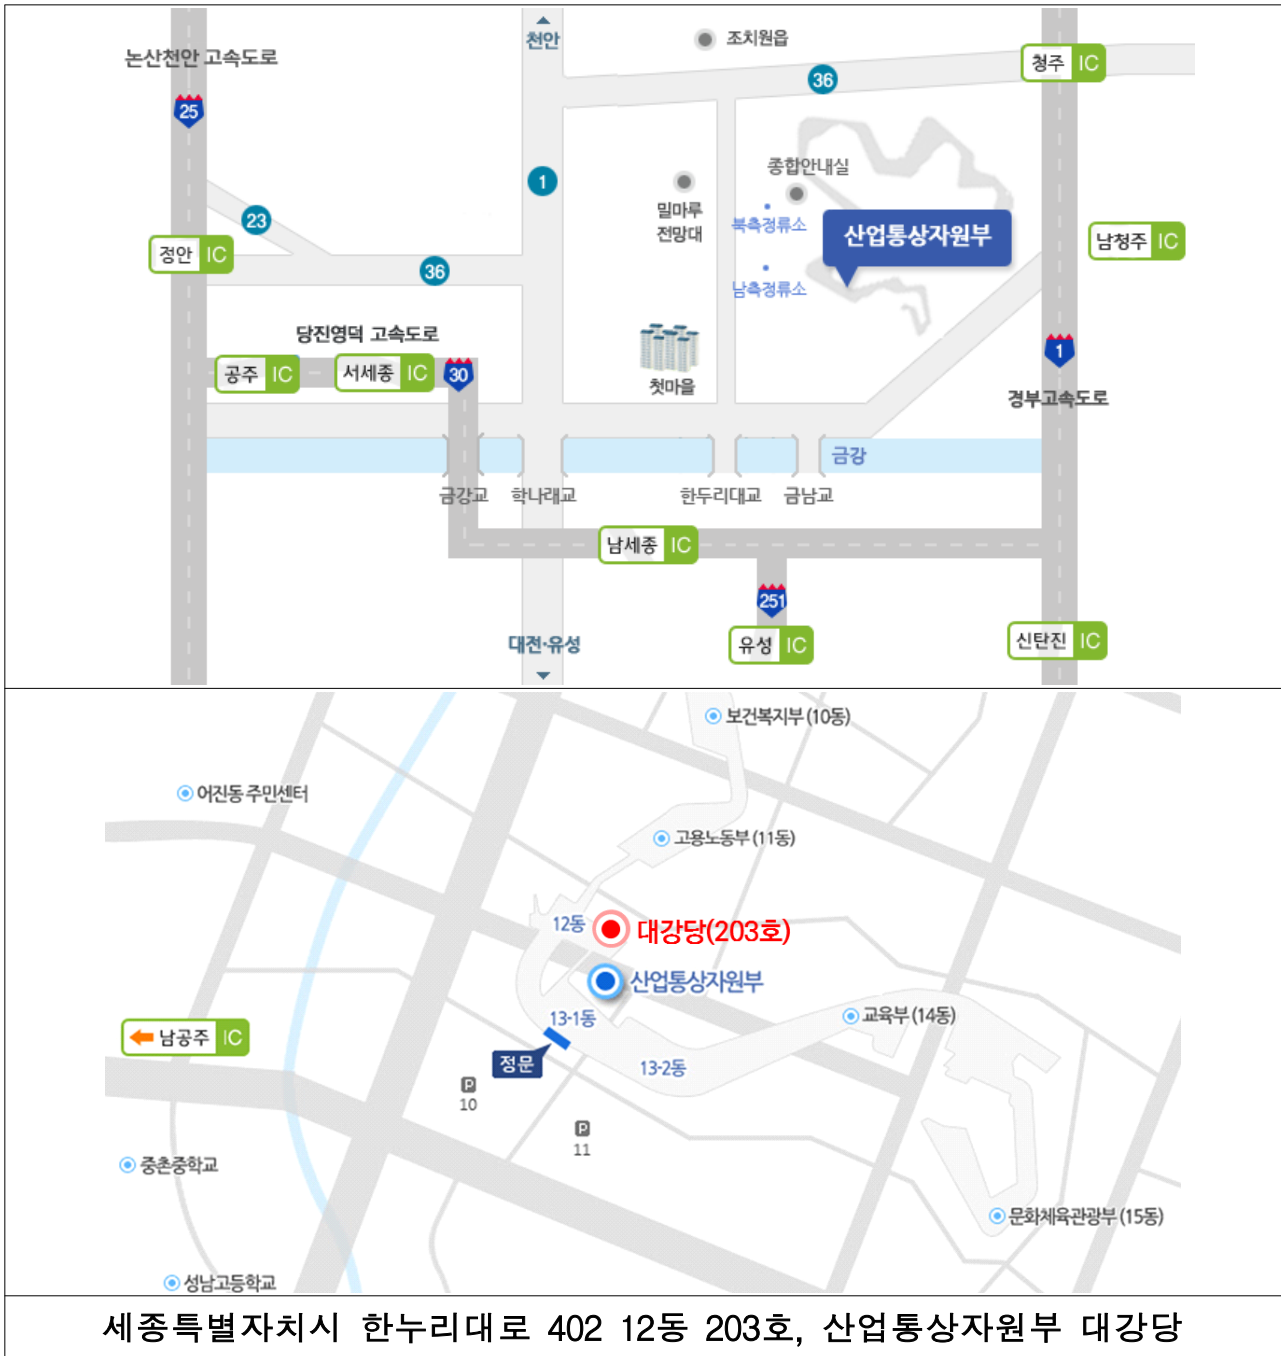 천안
조치원읍
논산천안 고속도로
청주 IC
36
25
종합안내실
1
밀마루
전망대
북측정류소
23
산업통상자원부
남청주 IC
정안 IC
36
남측정류소
당진영덕 고속도로
공주 IC
서세종 IC
30
첫마을
1
경부고속도로
금강
금강교
학나래교
한두리대교
금남교
남세종 IC
251
대전·유성
유성 IC
신탄진 IC
보건복지부 (10동)
어진동 주민센터
고용노동부 (11동)
12동
대강당(203호)
산업통상자원부
13-1동
교육부 (14동)
남공주 IC
정문
13-2동
P
10
P
11
중촌중학교
문화체육관광부 (15동)
성남고등학교
세종특별자치시 한누리대로 402 12동 203호, 산업통상자원부 대강당